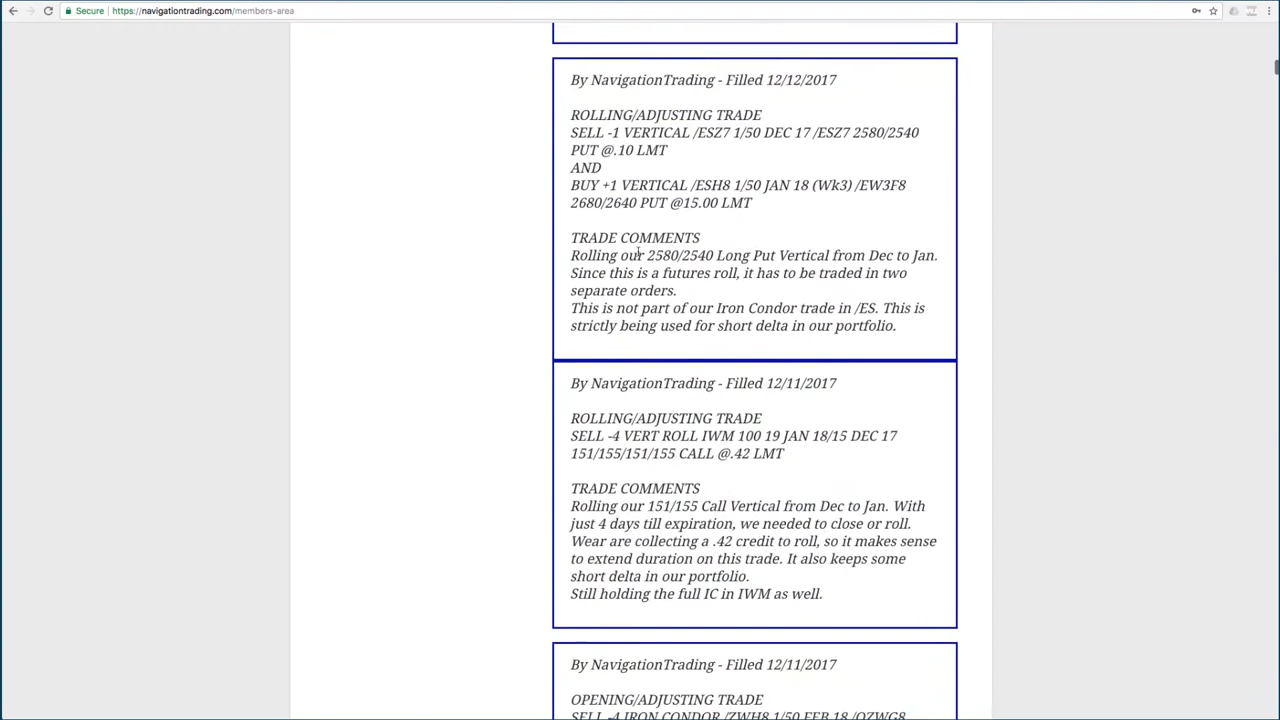 Secure
https://navigationtrading.com/members-area
By NavigationTrading - Filled 12/12/2017
ROLLING/ADJUSTING TRADE
SELL -1 VERTICAL /ESZ7 1/50 DEC 17 /ESZ7 2580/2540
PUT @.10 LMT
AND
BUY +1 VERTICAL /ESH8 1/50 JAN 18 (Wk3) /EW3F8
2680/2640 PUT @15.00 LMT
TRADE COMMENTS
Rolling our 2580/2540 Long Put Vertical from Dec to Jan.
Since this is a futures roll, it has to be traded in two
separate orders.
This is not part of our Iron Condor trade in /ES. This is
strictly being used for short delta in our portfolio.
By NavigationTrading - Filled 12/11/2017
ROLLING/ADJUSTING TRADE
SELL -4 VERT ROLL IWM 100 19 JAN 18/15 DEC 17
151/155/151/155 CALL @.42 LMT
TRADE COMMENTS
Rolling our 151/155 Call Vertical from Dec to Jan. With
just 4 days till expiration, we needed to close or roll.
Wear are collecting a .42 credit to roll, so it makes sense
to extend duration on this trade. It also keeps some
short delta in our portfolio.
Still holding the full IC in IWM as well.
By NavigationTrading - Filled 12/11/2017
OPENING/ADJUSTING TRADE
SELL -4 IRON CONDOR /ZWH8 1/50 FEB 18 /OZWG8